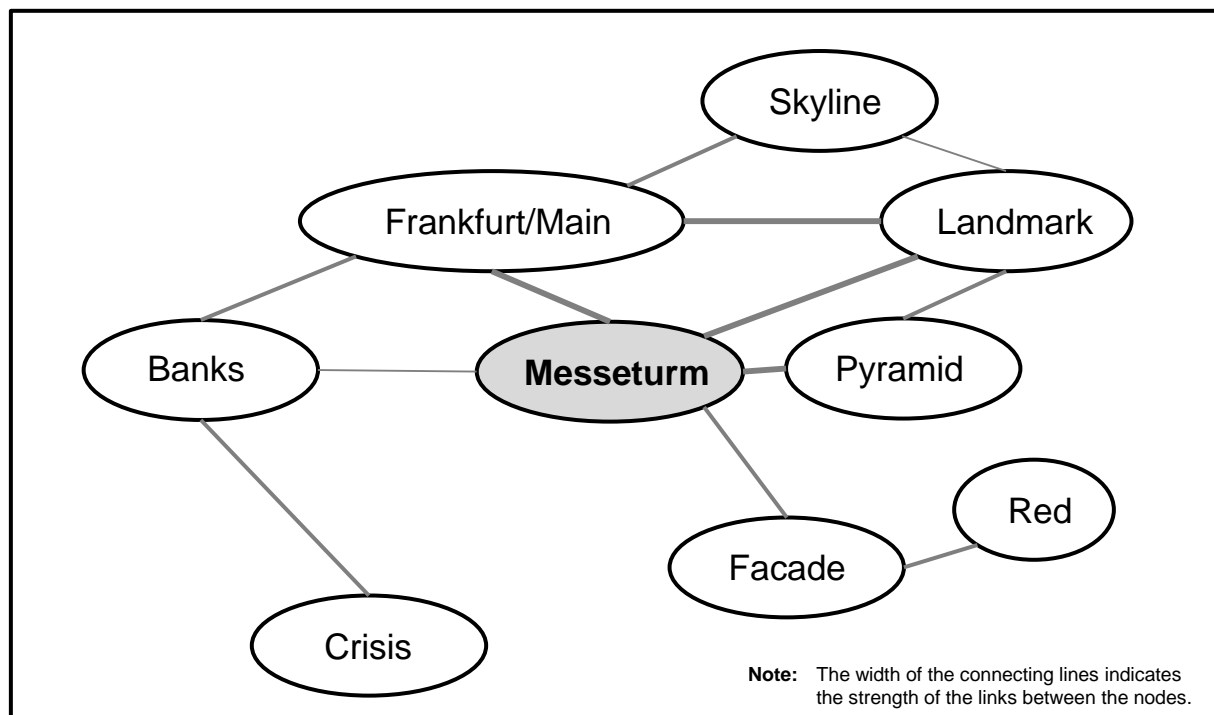 Skyline
Frankfurt/Main
Landmark
Banks
Messeturm
Pyramid
Red
Facade
Crisis
Note: The width of the connecting lines indicates
the strength of the links between the nodes.